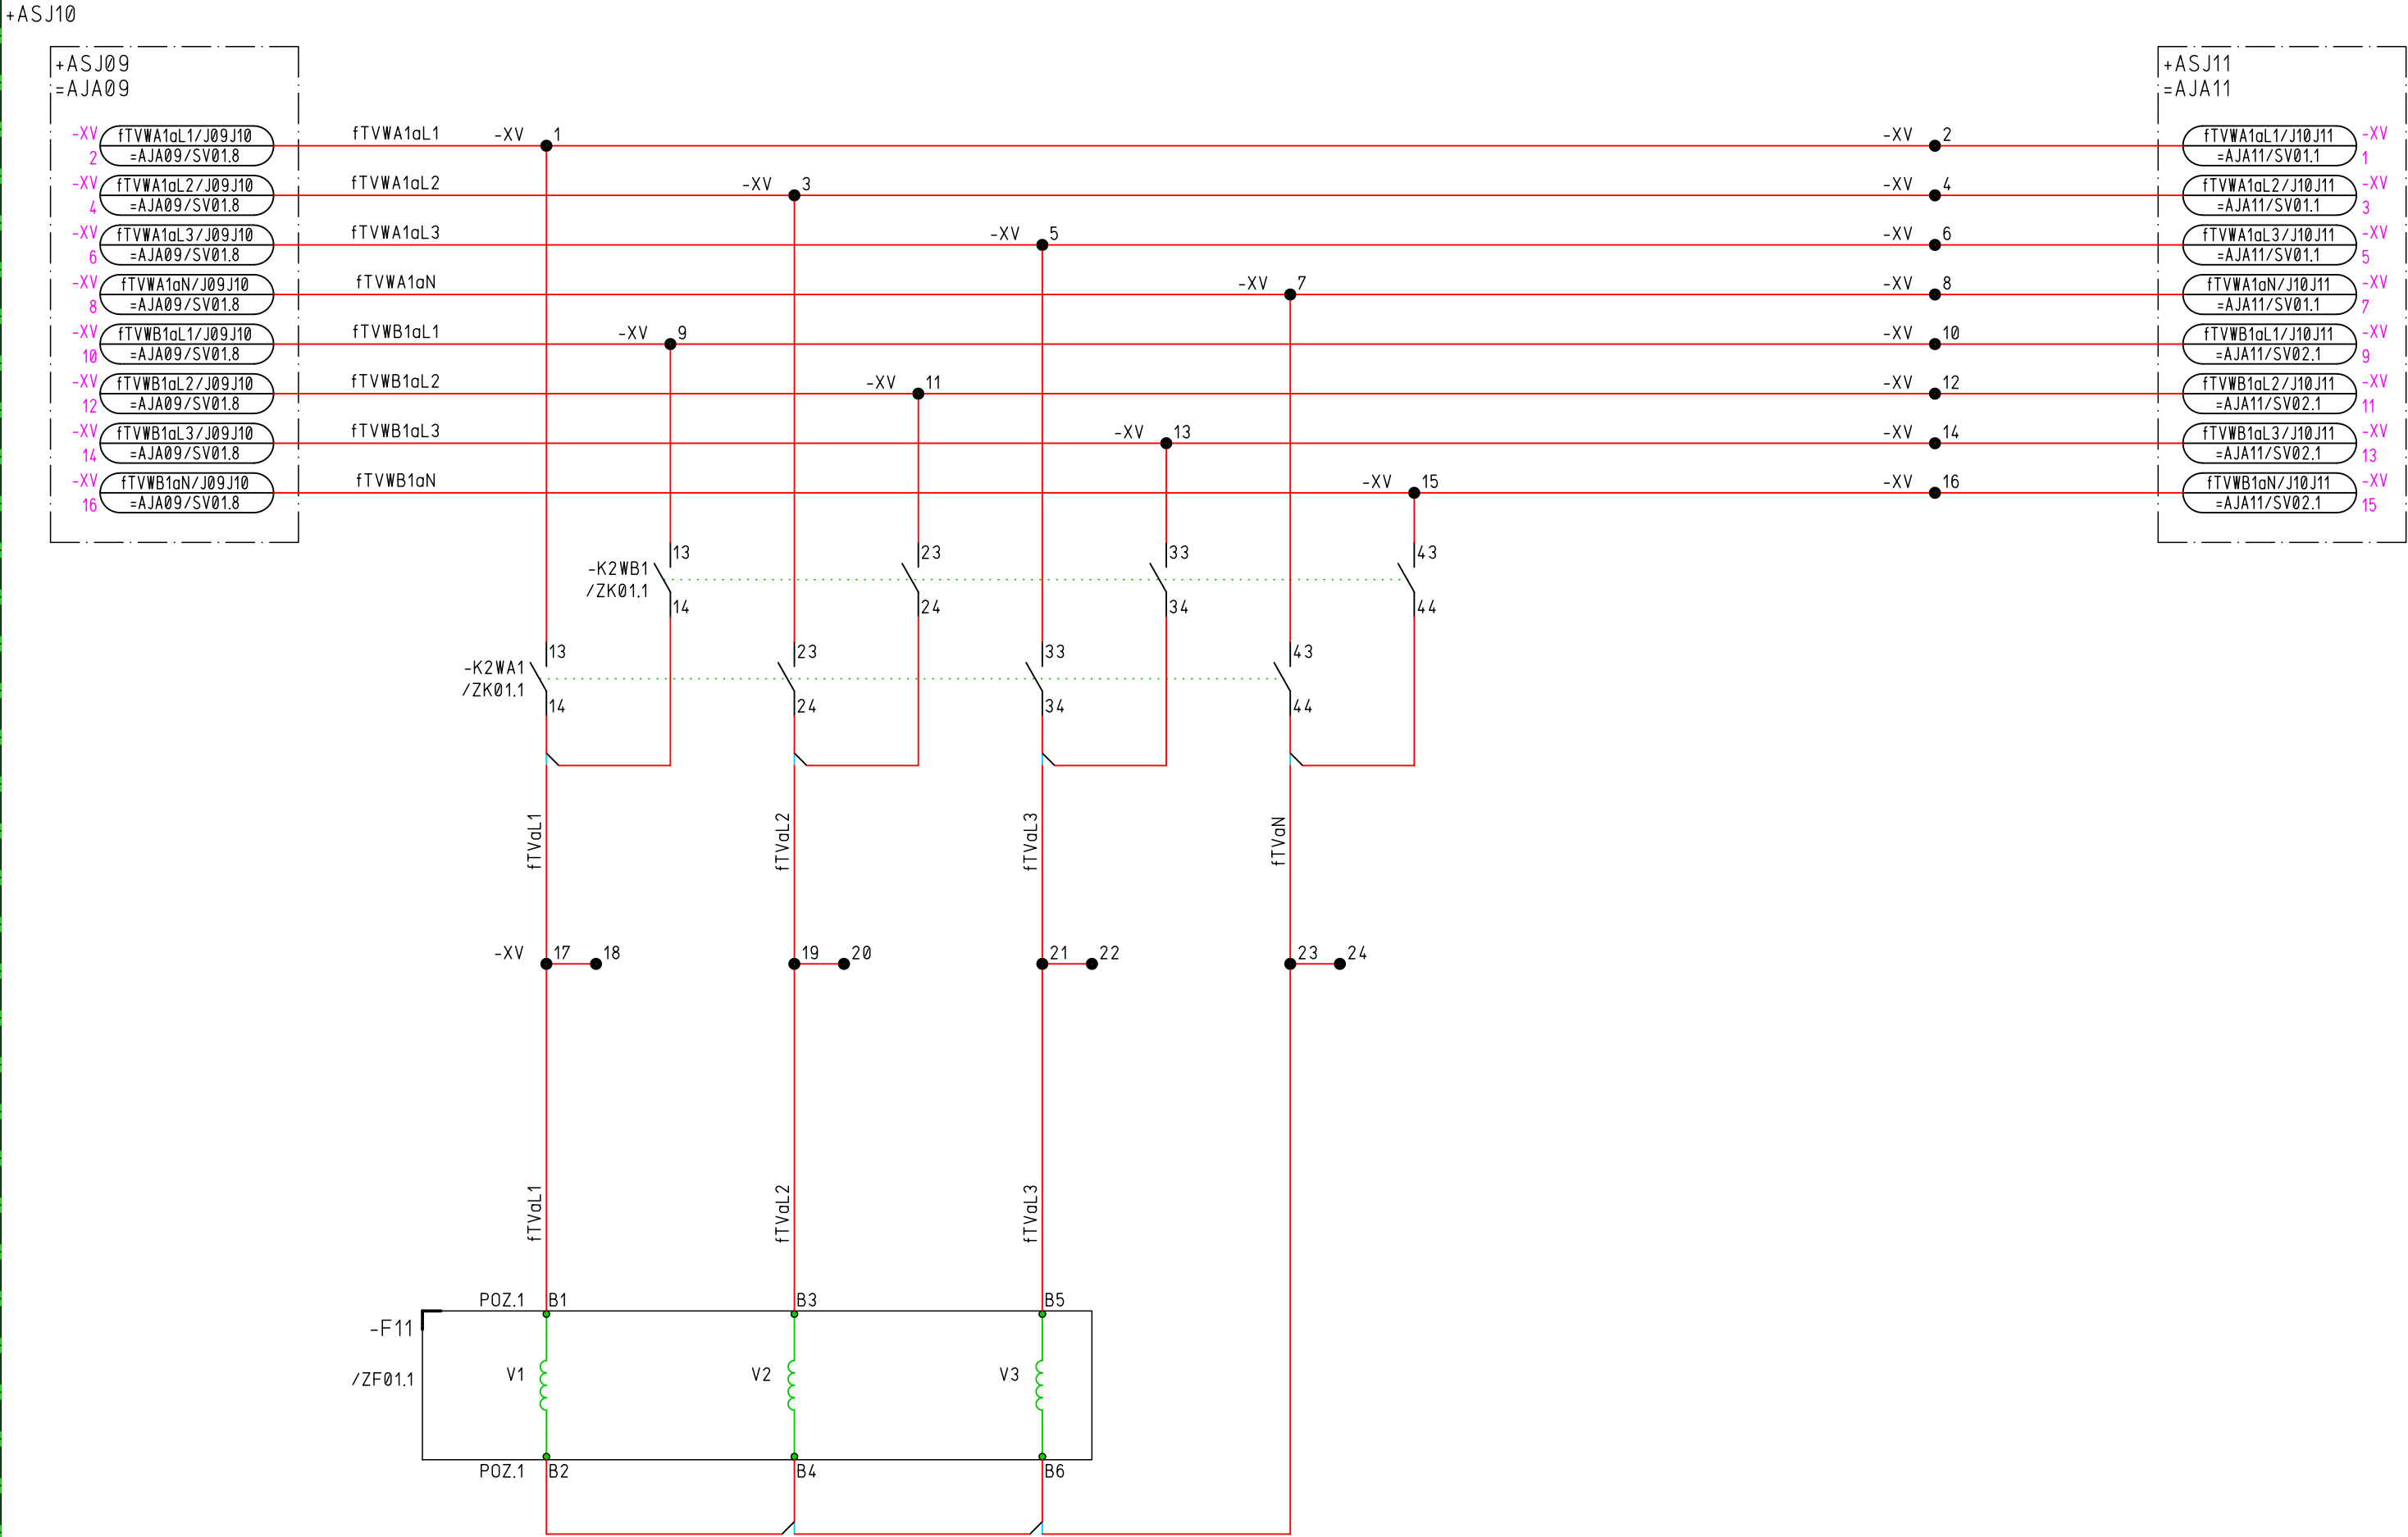 +ASJ10
+ASJ09
=AJA09
+ASJ11
=AJA11
-XV fTVWA1aL1/J09J10 fTVWA1aL1 -XV 1 -XV 2 fTVWA1aL1/J10J11 -XV
2 =AJA09/SV01.8 =AJA11/SV01.1 1
-XV fTVWA1aL2/J09J10 fTVWA1aL2 -XV 3 -XV 4 fTVWA1aL2/J10J11 -XV
4 =AJA09/SV01.8 =AJA11/SV01.1 3
-XV fTVWA1aL3/J09J10 fTVWA1aL3 -XV 5 -XV 6 fTVWA1aL3/J10J11 -XV
6 =AJA09/SV01.8 =AJA11/SV01.1 5
-XV fTVWA1aN/J09J10 fTVWA1aN -XV 7 -XV 8 fTVWA1aN/J10J11 -XV
8 =AJA09/SV01.8 =AJA11/SV01.1 7
-XV fTVWB1aL1/J09J10 fTVWB1aL1 -XV 9 -XV 10 fTVWB1aL1/J10J11 -XV
10 =AJA09/SV01.8 =AJA11/SV02.1 9
-XV fTVWB1aL2/J09J10 fTVWB1aL2 -XV 11 -XV 12 fTVWB1aL2/J10J11 -XV
12 =AJA09/SV01.8 =AJA11/SV02.1 11
-XV fTVWB1aL3/J09J10 fTVWB1aL3 -XV 13 -XV 14 fTVWB1aL3/J10J11 -XV
14 =AJA09/SV01.8 =AJA11/SV02.1 13
-XV fTVWB1aN/J09J10 fTVWB1aN -XV 15 -XV 16 fTVWB1aN/J10J11 -XV
16 =AJA09/SV01.8 =AJA11/SV02.1 15
13 23 33 43
-K2WB1
/ZK01.1
14 24 34 44
13 23 33 43
-K2WA1
/ZK01.1
14 24 34 44
fTVaL1 fTVaL2 fTVaL3 fTVaN
-XV 17 18 19 20 21 22 23 24
fTVaL1 fTVaL2 fTVaL3
POZ.1 B1 B3 B5
-F11
/ZF01.1
V1 V2 V3
POZ.1 B2 B4 B6